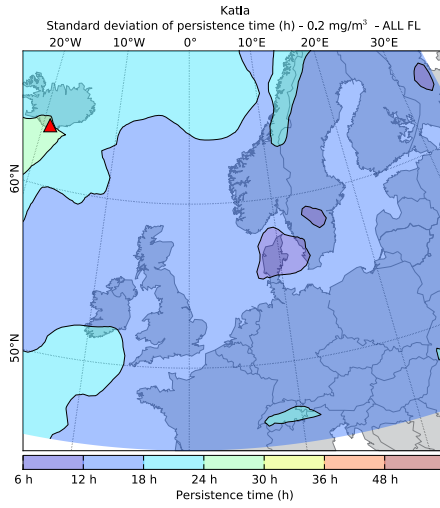 Katla
Standard deviation of persistence time (h) - 0.2 mg/m³ - ALL FL
20°W 10°W 0° 10°E 20°E 30°E
60°N
50°N
6 h 12 h 18 h 24 h 30 h 36 h 48 h
Persistence time (h)